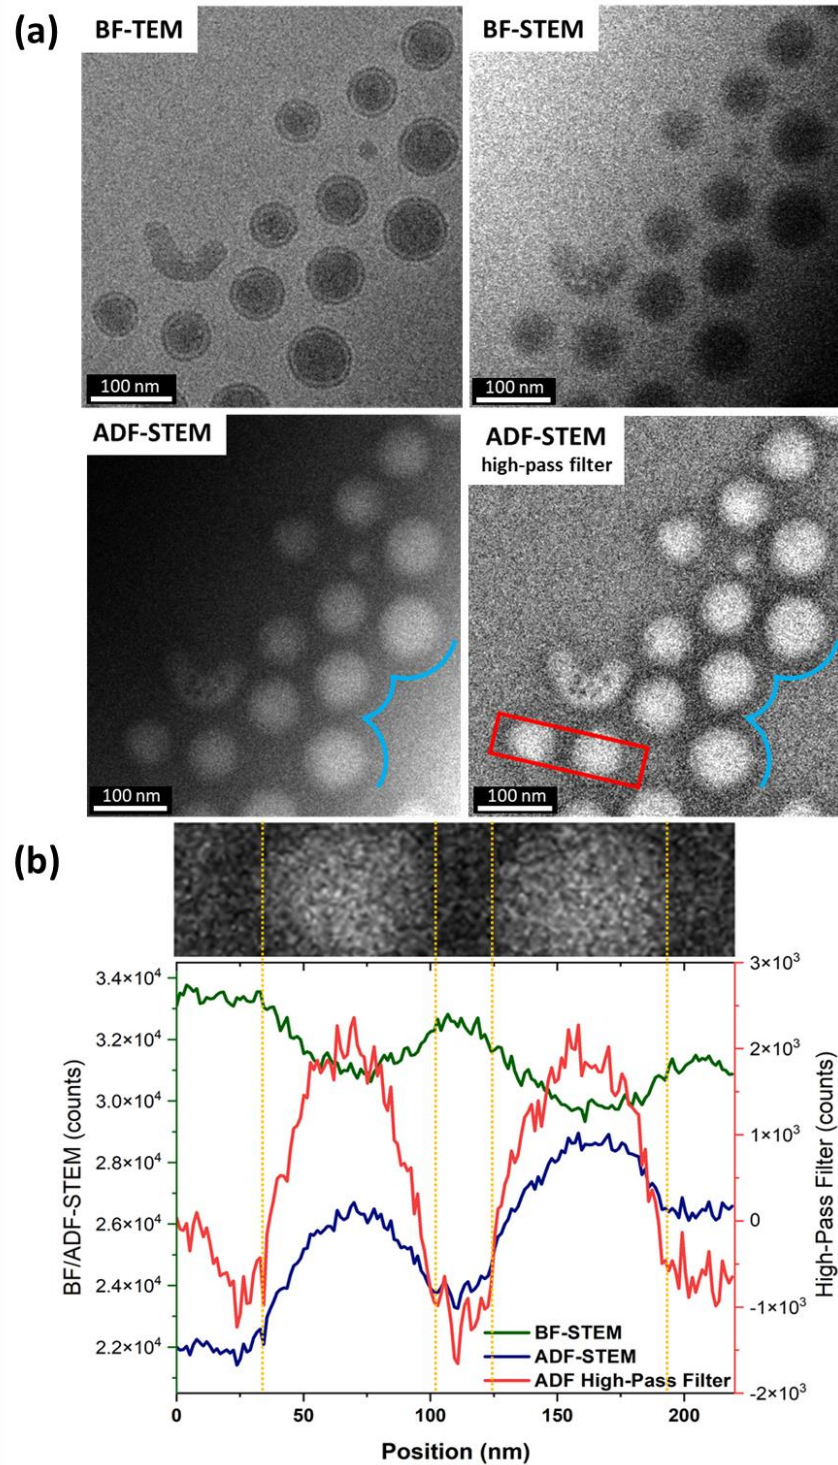 (a)
BF-TEM
BF-STEM
100 nm
100 nm
ADF-STEM
ADF-STEM
high-pass filter
100 nm
100 nm
(b)
3.4×10⁴
3.2×10⁴
3.0×10⁴
2.8×10⁴
2.6×10⁴
2.4×10⁴
2.2×10⁴
BF/ADF-STEM (counts)
3×10³
2×10³
1×10³
0
-1×10³
-2×10³
High-Pass Filter (counts)
BF-STEM
ADF-STEM
ADF High-Pass Filter
0
50
100
150
200
Position (nm)